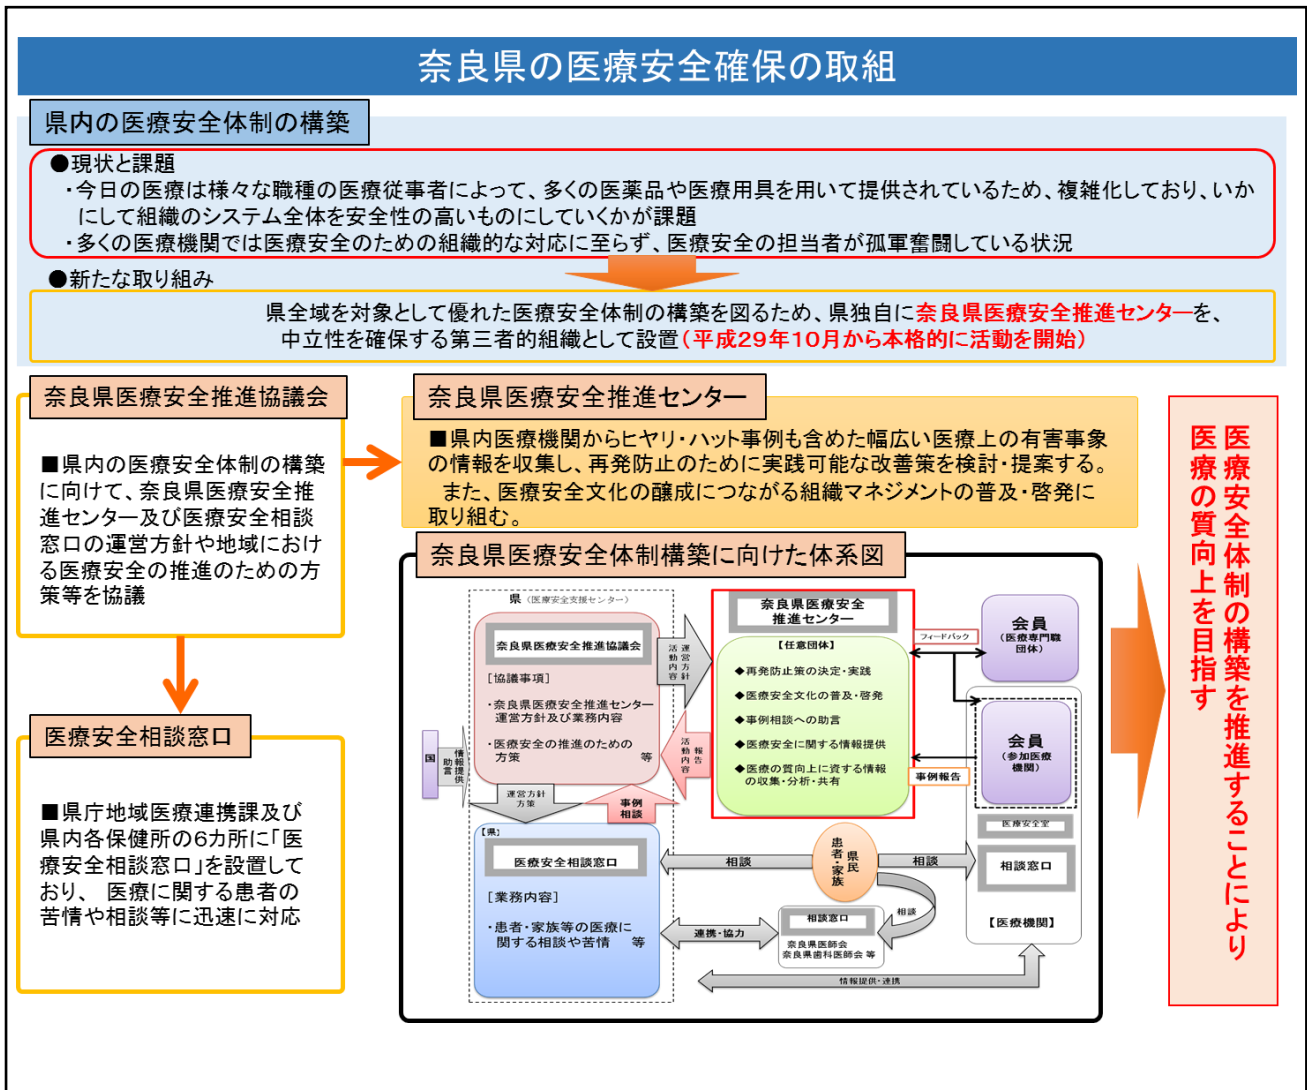 奈良県の医療安全確保の取組
県内の医療安全体制の構築
●現状と課題
・今日の医療は様々な職種の医療従事者によって、多くの医薬品や医療用具を用いて提供されているため、複雑化しており、いか
にして組織のシステム全体を安全性の高いものにしていくかが課題
・多くの医療機関では医療安全のための組織的な対応に至らず、医療安全の担当者が孤軍奮闘している状況
●新たな取り組み
県全域を対象として優れた医療安全体制の構築を図るため、県独自に奈良県医療安全推進センターを、
中立性を確保する第三者的組織として設置(平成29年10月から本格的に活動を開始)
奈良県医療安全推進協議会
■県内の医療安全体制の構築
に向けて、奈良県医療安全推
進センター及び医療安全相談
窓口の運営方針や地域におけ
る医療安全の推進のための方
策等を協議
医療安全相談窓口
■県庁地域医療連携課及び
県内各保健所の6カ所に「医
療安全相談窓口」を設置して
おり、 医療に関する患者の
苦情や相談等に迅速に対応
奈良県医療安全推進センター
■県内医療機関からヒヤリ・ハット事例も含めた幅広い医療上の有害事象
の情報を収集し、再発防止のために実践可能な改善策を検討・提案する。
また、医療安全文化の醸成につながる組織マネジメントの普及・啓発に
取り組む。
奈良県医療安全体制構築に向けた体系図
県（医療安全支援センター）
奈良県医療安全推進協議会
[協議事項]
・奈良県医療安全推進センター
運営方針及び業務内容
・医療安全の推進のための
方策 等
国
情報提供
助言
運営方針
活動内容
報告
活動内容
運営方針
方策
事例
相談
【県】
医療安全相談窓口
[業務内容]
・患者・家族等の医療に
関する相談や苦情 等
奈良県医療安全
推進センター
【任意団体】
◆再発防止策の決定・実践
◆医療安全文化の普及・啓発
◆事例相談への助言
◆医療安全に関する情報提供
◆医療の質向上に資する情報
の収集・分析・共有
フィードバック
事例報告
会員
(医療専門職
団体)
会員
(参加医療
機関)
医療安全室
相談窓口
【医療機関】
県民
患者・家族
相談
相談
相談
連携・協力
相談窓口
奈良県医師会
奈良県歯科医師会 等
情報提供・連携
医療安全体制の構築を推進することにより
医療の質向上を目指す